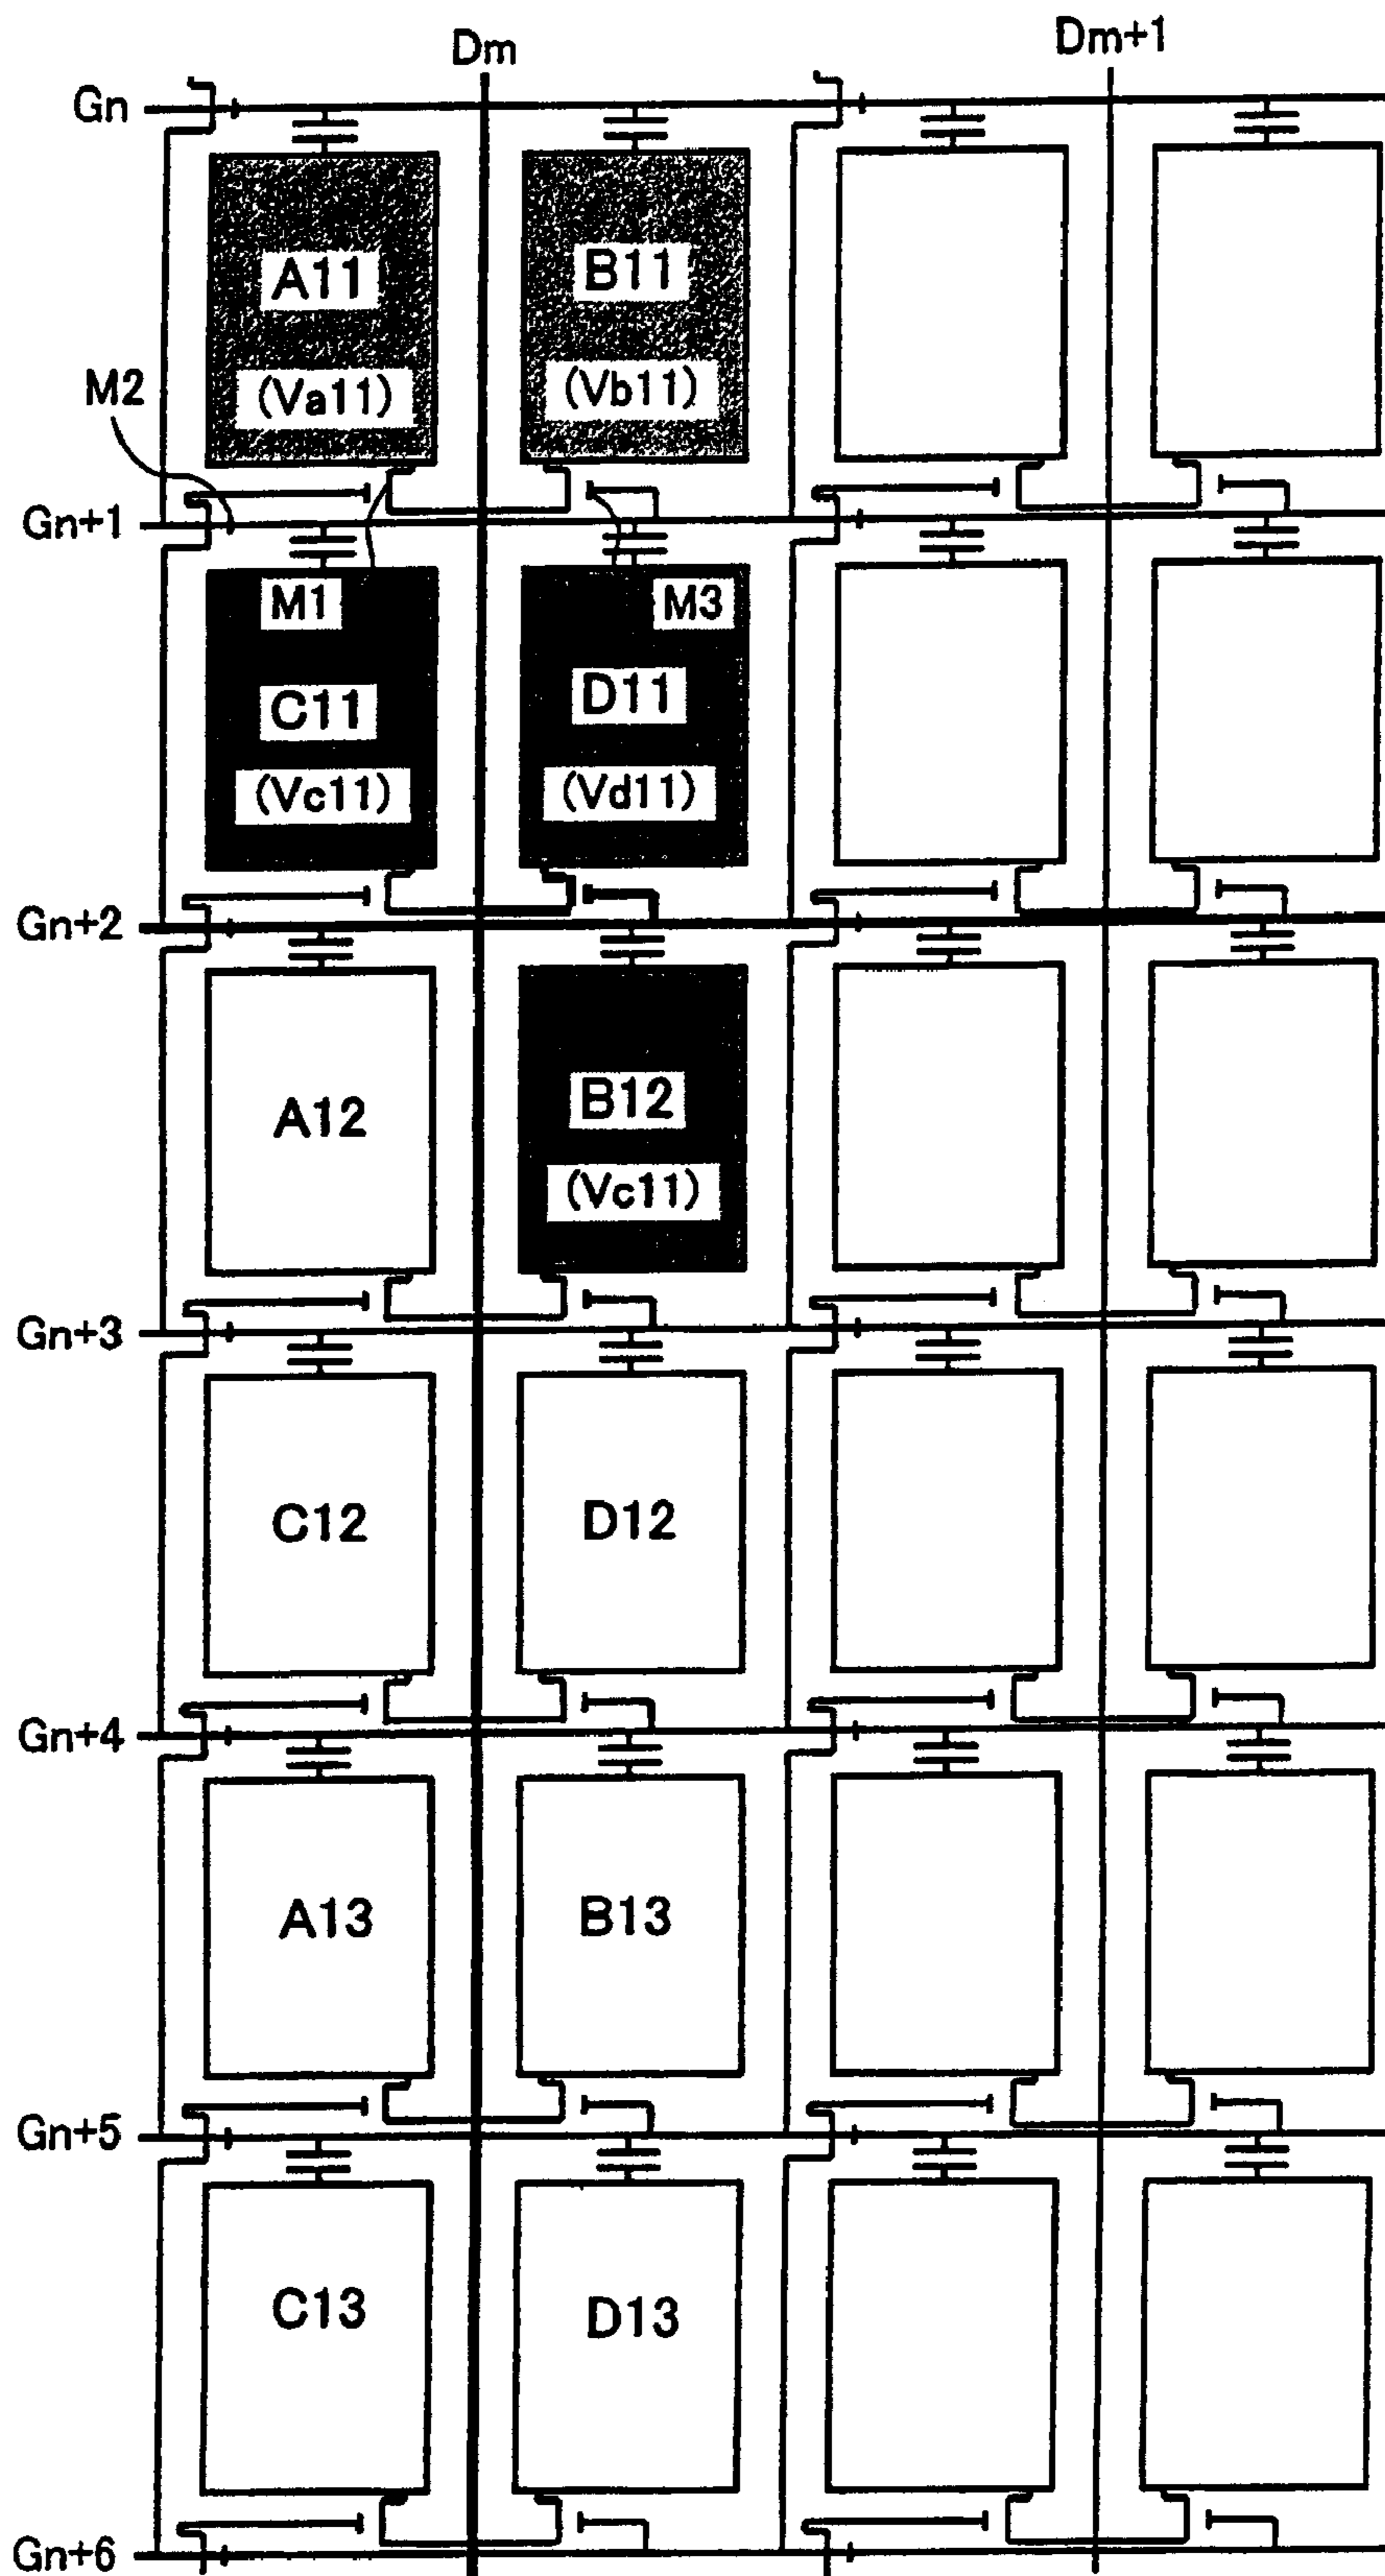 Dm Dm+1
Gn
A11 B11
(Va11) (Vb11)
M2
Gn+1
M1 M3
C11 D11
(Vc11) (Vd11)
Gn+2
A12 B12
(Vc11)
Gn+3
C12 D12
Gn+4
A13 B13
Gn+5
C13 D13
Gn+6